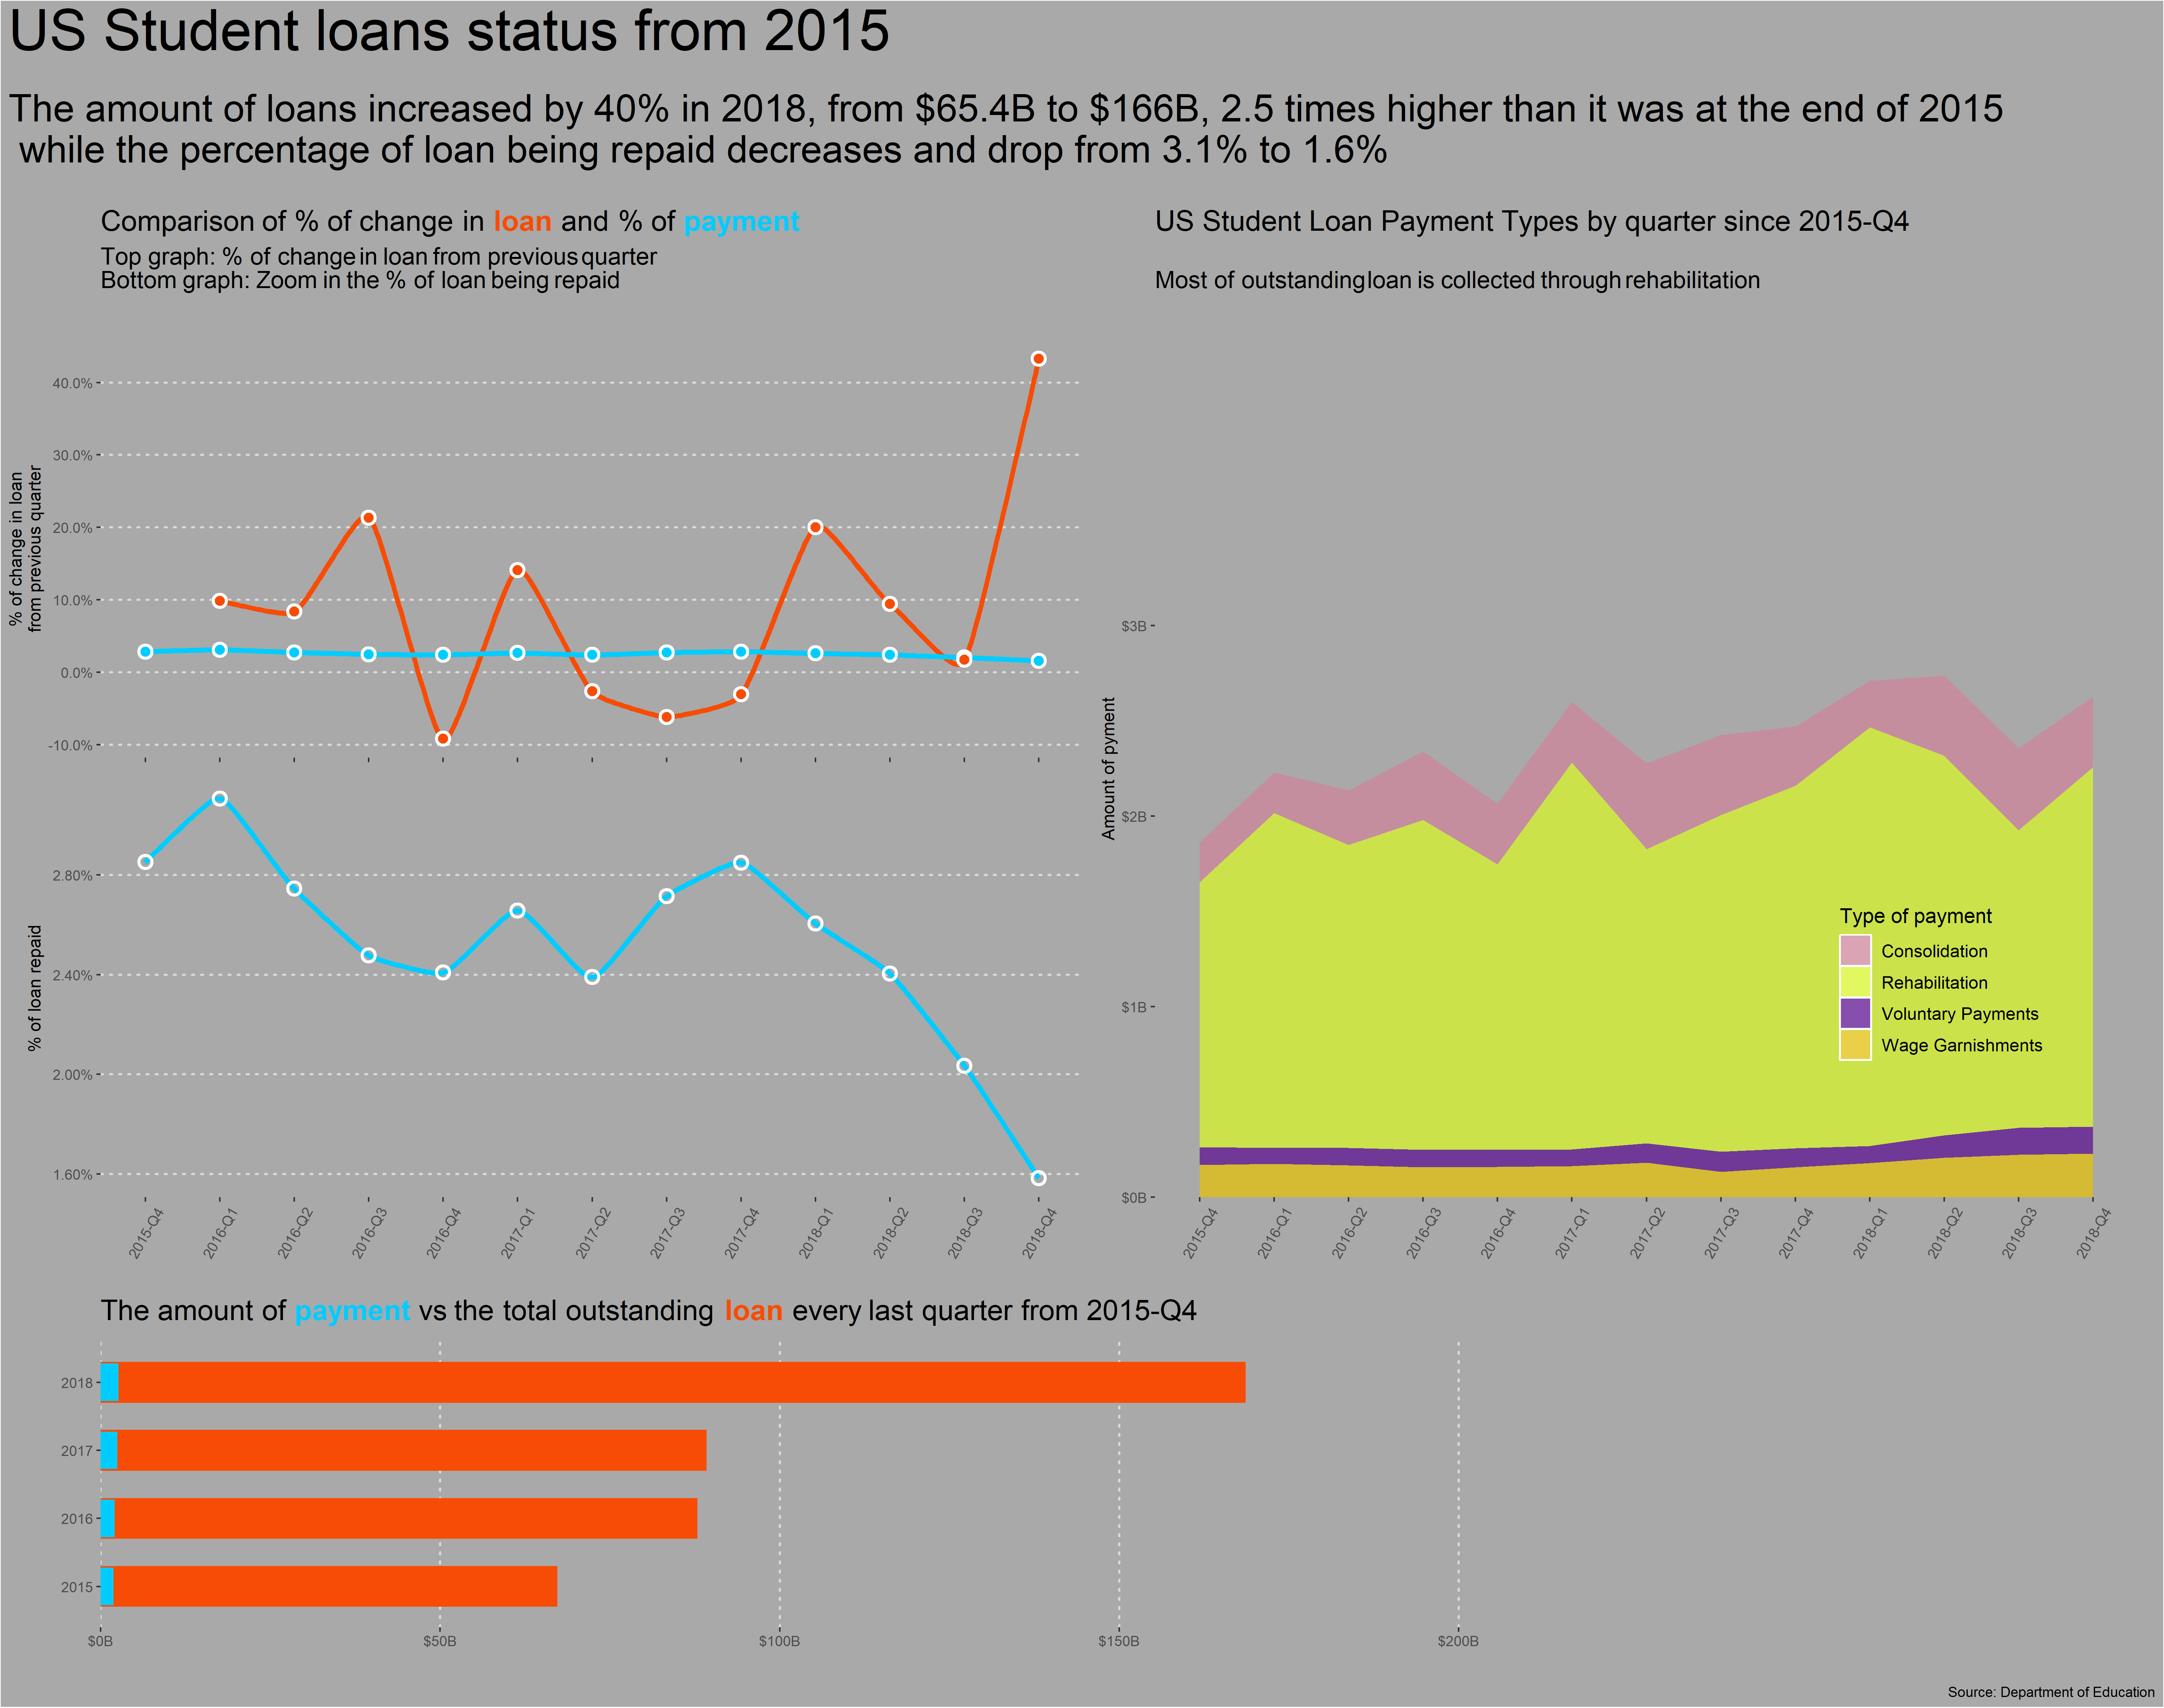 US Student loans status from 2015
The amount of loans increased by 40% in 2018, from $65.4B to $166B, 2.5 times higher than it was at the end of 2015
while the percentage of loan being repaid decreases and drop from 3.1% to 1.6%
Comparison of % of change in loan and % of payment
Top graph: % of change in loan from previous quarter
Bottom graph: Zoom in the % of loan being repaid
% of change in loan
from previous quarter
40.0%
30.0%
20.0%
10.0%
0.0%
-10.0%
% of loan repaid
2.80%
2.40%
2.00%
1.60%
2015-Q4
2016-Q1
2016-Q2
2016-Q3
2016-Q4
2017-Q1
2017-Q2
2017-Q3
2017-Q4
2018-Q1
2018-Q2
2018-Q3
2018-Q4
US Student Loan Payment Types by quarter since 2015-Q4
Most of outstanding loan is collected through rehabilitation
Amount of pyment
$3B
$2B
$1B
$0B
Type of payment
Consolidation
Rehabilitation
Voluntary Payments
Wage Garnishments
2015-Q4
2016-Q1
2016-Q2
2016-Q3
2016-Q4
2017-Q1
2017-Q2
2017-Q3
2017-Q4
2018-Q1
2018-Q2
2018-Q3
2018-Q4
The amount of payment vs the total outstanding loan every last quarter from 2015-Q4
2018
2017
2016
2015
$0B
$50B
$100B
$150B
$200B
Source: Department of Education